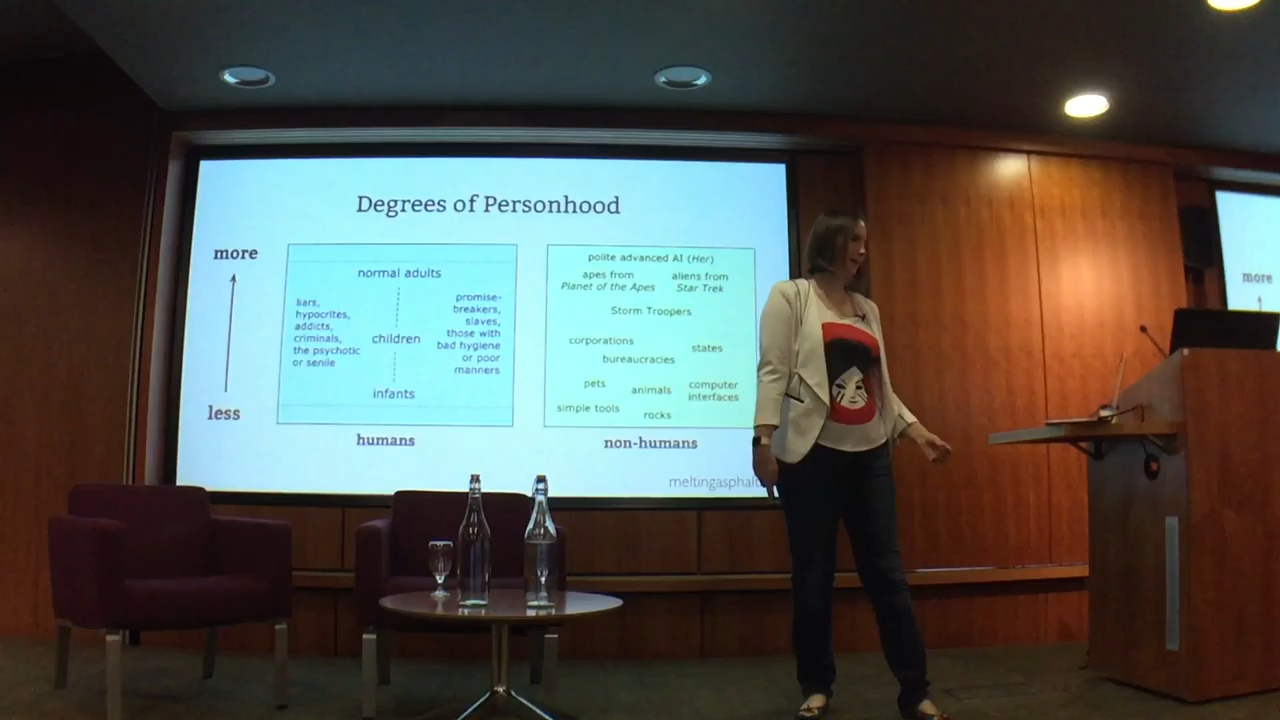 Degrees of Personhood
more
less
normal adults
liars,
hypocrites,
addicts,
criminals,
the psychotic
or senile
children
promise-
breakers,
slaves,
those with
bad hygiene
or poor
manners
infants
humans
polite advanced AI (Her)
apes from
Planet of the Apes
aliens from
Star Trek
Storm Troopers
corporations
states
bureaucracies
pets
animals
computer
interfaces
simple tools
rocks
non-humans
meltingasphal
more